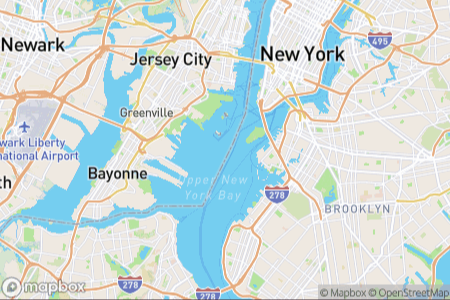 Newark
Jersey City
New York
495
Greenville
wark Liberty
national Airport
th
Bayonne
Upper New
York Bay
278
BROOKLYN
278
278
mapbox
© Mapbox © OpenStreetMap